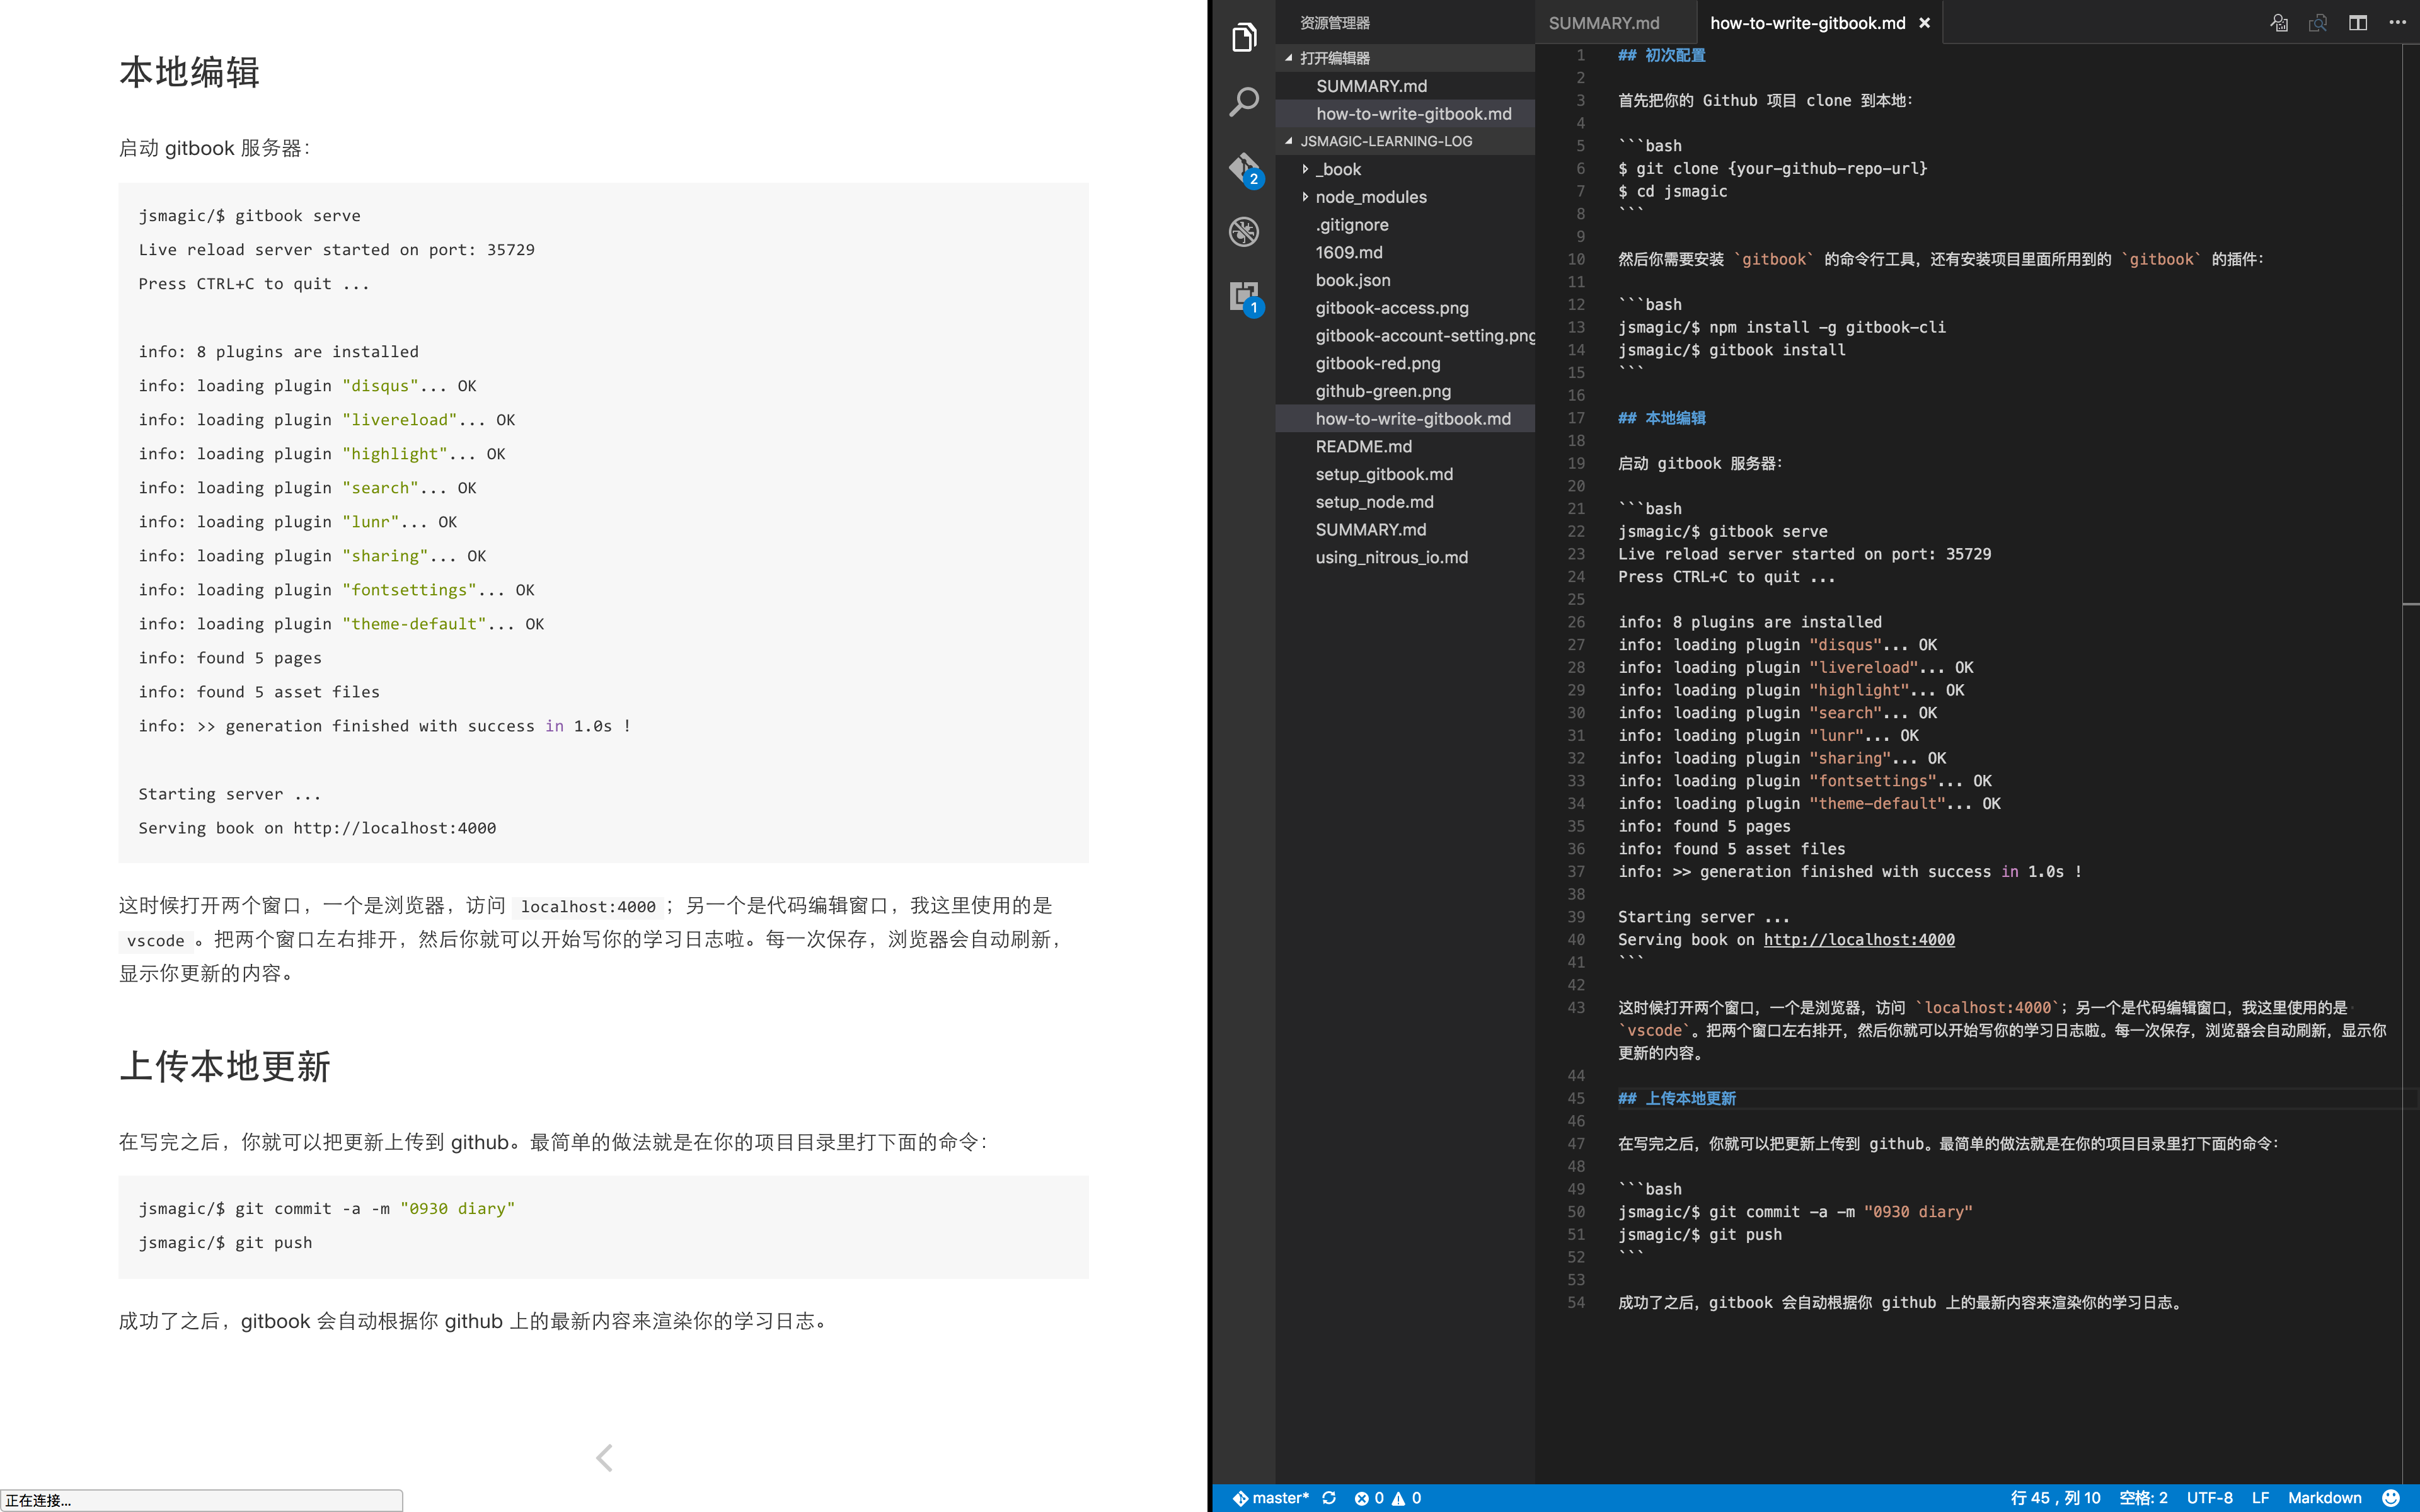 本地编辑
启动 gitbook 服务器：
jsmagic/$ gitbook serve
Live reload server started on port: 35729
Press CTRL+C to quit ...
info: 8 plugins are installed
info: loading plugin "disqus"... OK
info: loading plugin "livereload"... OK
info: loading plugin "highlight"... OK
info: loading plugin "search"... OK
info: loading plugin "lunr"... OK
info: loading plugin "sharing"... OK
info: loading plugin "fontsettings"... OK
info: loading plugin "theme-default"... OK
info: found 5 pages
info: found 5 asset files
info: >> generation finished with success in 1.0s !
Starting server ...
Serving book on http://localhost:4000
这时候打开两个窗口，一个是浏览器，访问 localhost:4000 ；另一个是代码编辑窗口，我这里使用的是
vscode 。把两个窗口左右排开，然后你就可以开始写你的学习日志啦。每一次保存，浏览器会自动刷新，
显示你更新的内容。
上传本地更新
在写完之后，你就可以把更新上传到 github。最简单的做法就是在你的项目目录里打下面的命令：
jsmagic/$ git commit -a -m "0930 diary"
jsmagic/$ git push
成功了之后，gitbook 会自动根据你 github 上的最新内容来渲染你的学习日志。
正在连接...
2
1
资源管理器
打开编辑器
SUMMARY.md
how-to-write-gitbook.md
JSMAGIC-LEARNING-LOG
_book
node_modules
.gitignore
1609.md
book.json
gitbook-access.png
gitbook-account-setting.png
gitbook-red.png
github-green.png
how-to-write-gitbook.md
README.md
setup_gitbook.md
setup_node.md
SUMMARY.md
using_nitrous_io.md
SUMMARY.md how-to-write-gitbook.md
1 ## 初次配置
2
3 首先把你的 Github 项目 clone 到本地：
4
5 ```bash
6 $ git clone {your-github-repo-url}
7 $ cd jsmagic
8 ```
9
10 然后你需要安装 `gitbook` 的命令行工具，还有安装项目里面所用到的 `gitbook` 的插件：
11
12 ```bash
13 jsmagic/$ npm install -g gitbook-cli
14 jsmagic/$ gitbook install
15 ```
16
17 ## 本地编辑
18
19 启动 gitbook 服务器：
20
21 ```bash
22 jsmagic/$ gitbook serve
23 Live reload server started on port: 35729
24 Press CTRL+C to quit ...
25
26 info: 8 plugins are installed
27 info: loading plugin "disqus"... OK
28 info: loading plugin "livereload"... OK
29 info: loading plugin "highlight"... OK
30 info: loading plugin "search"... OK
31 info: loading plugin "lunr"... OK
32 info: loading plugin "sharing"... OK
33 info: loading plugin "fontsettings"... OK
34 info: loading plugin "theme-default"... OK
35 info: found 5 pages
36 info: found 5 asset files
37 info: >> generation finished with success in 1.0s !
38
39 Starting server ...
40 Serving book on http://localhost:4000
41 ```
42
43 这时候打开两个窗口，一个是浏览器，访问 `localhost:4000`；另一个是代码编辑窗口，我这里使用的是
`vscode`。把两个窗口左右排开，然后你就可以开始写你的学习日志啦。每一次保存，浏览器会自动刷新，显示你
更新的内容。
44
45 ## 上传本地更新
46
47 在写完之后，你就可以把更新上传到 github。最简单的做法就是在你的项目目录里打下面的命令：
48
49 ```bash
50 jsmagic/$ git commit -a -m "0930 diary"
51 jsmagic/$ git push
52 ```
53
54 成功了之后，gitbook 会自动根据你 github 上的最新内容来渲染你的学习日志。
master* 0 0 行 45，列 10 空格: 2 UTF-8 LF Markdown